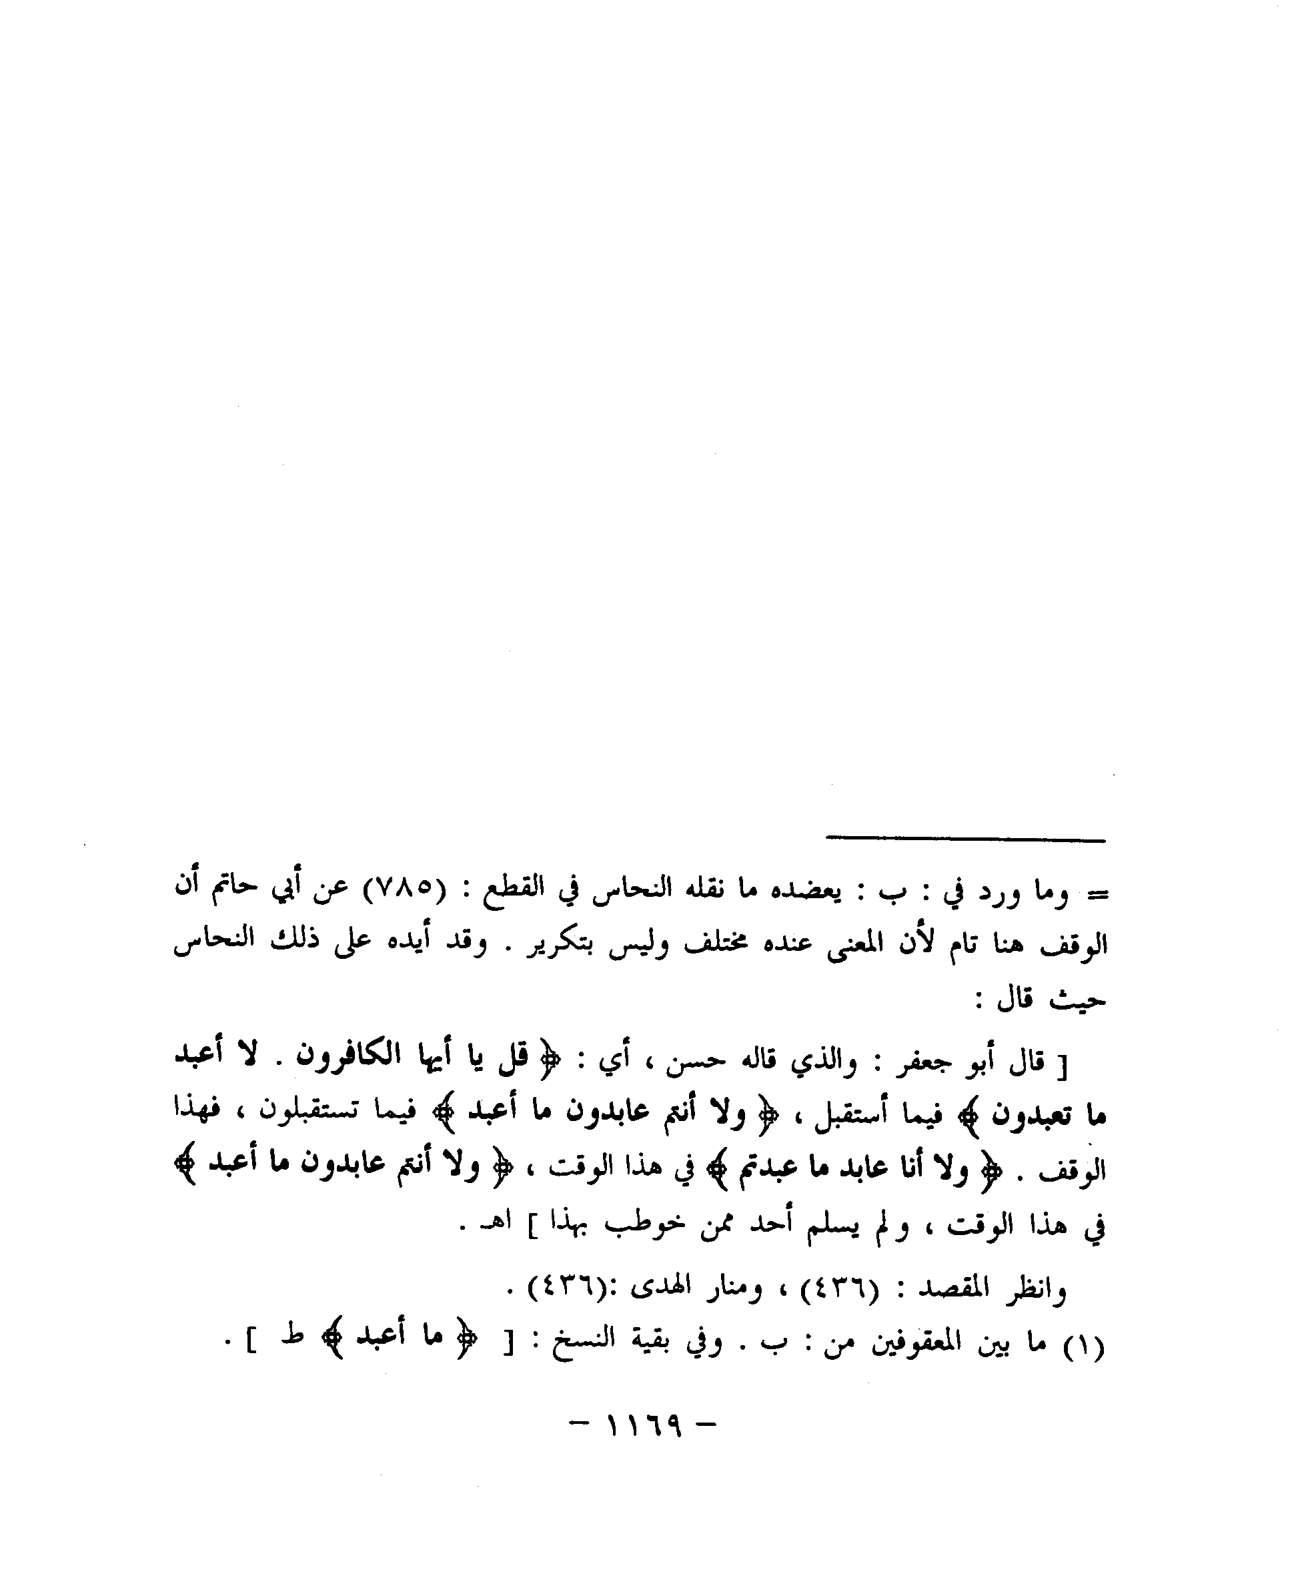 = وما ورد في : ب : يعضده ما نقله النحاس في القطع : (٧٨٥) عن أبي حاتم أن
الوقف هنا تام لأن المعنى عنده مختلف وليس بتكرير . وقد أيده على ذلك النحاس
حيث قال :
[ قال أبو جعفر : والذي قاله حسن ، أي : ﴿ قل يا أيها الكافرون . لا أعبد
ما تعبدون ﴾ فيما أستقبل ، ﴿ ولا أنتم عابدون ما أعبد ﴾ فيما تستقبلون ، فهذا
الوقف . ﴿ ولا أنا عابد ما عبدتم ﴾ في هذا الوقت ، ﴿ ولا أنتم عابدون ما أعبد ﴾
في هذا الوقت ، و لم يسلم أحد ممن خوطب بهذا ] اهـ .
وانظر المقصد : (٤٣٦) ، ومنار الهدى :(٤٣٦) .
(١) ما بين المعقوفين من : ب . وفي بقية النسخ : [ ﴿ ما أعبد ﴾ ط ] .
– ١١٦٩ –